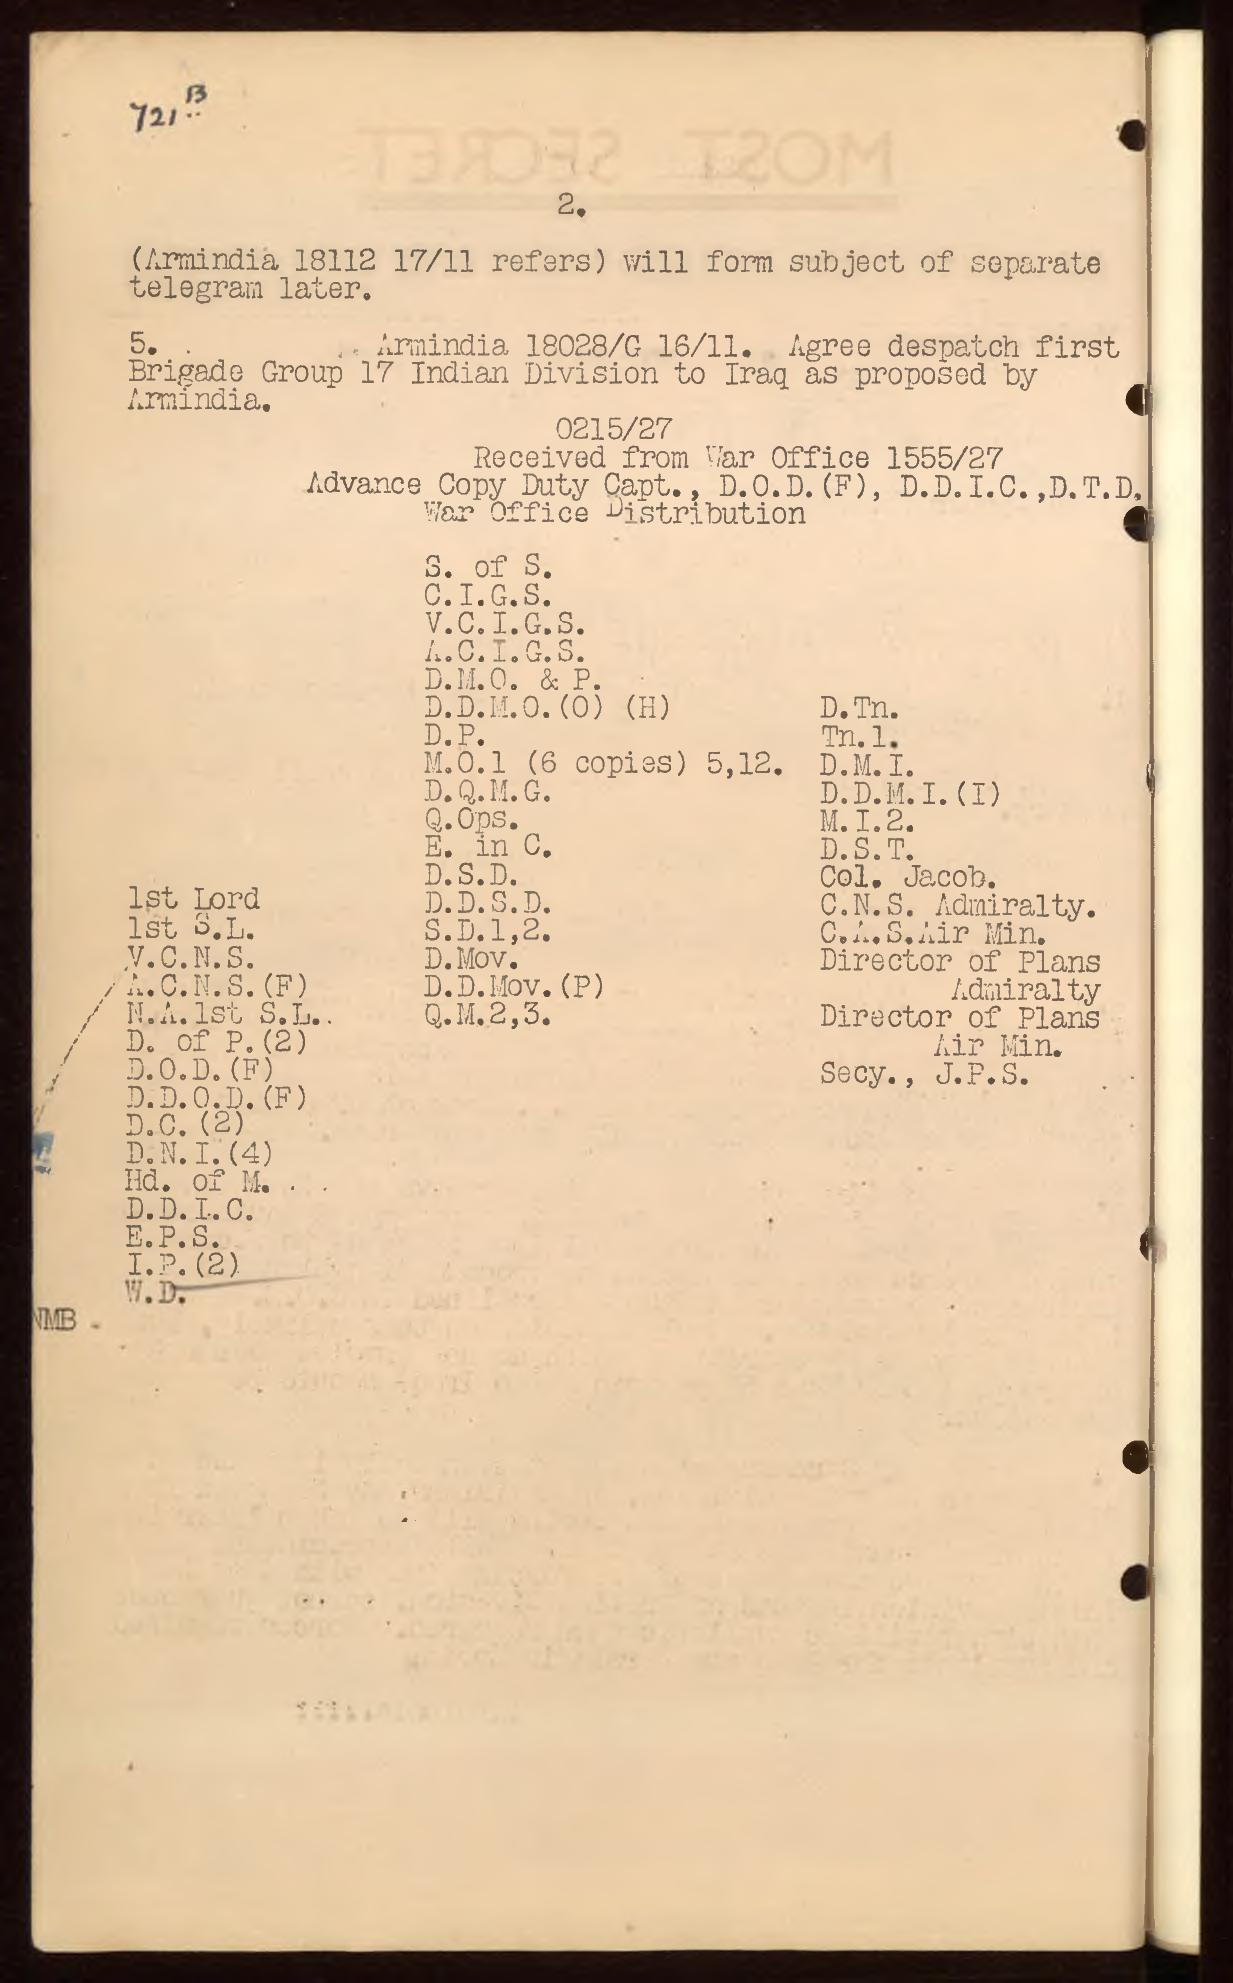 721 B
2.
(Armindia 18112 17/11 refers) will form subject of separate
telegram later.
5. Armindia 18028/G 16/11. Agree despatch first
Brigade Group 17 Indian Division to Iraq as proposed by
Armindia.
0215/27
Received from War Office 1555/27
Advance Copy Duty Capt., D.O.D.(F), D.D.I.C.,D.T.D.
War Office Distribution
S. of S.
C.I.G.S.
V.C.I.G.S.
A.C.I.G.S.
D.M.O. & P.
D.D.M.O.(O) (H)
D.P.
M.O.1 (6 copies) 5,12.
D.Q.M.G.
Q.Ops.
E. in C.
D.S.D.
D.D.S.D.
S.D.1,2.
D.Mov.
D.D.Mov.(P)
Q.M.2,3.
D.Tn.
Tn.1.
D.M.I.
D.D.M.I.(I)
M.I.2.
D.S.T.
Col. Jacob.
C.N.S. Admiralty.
C.A.S.Air Min.
Director of Plans
Admiralty
Director of Plans
Air Min.
Secy., J.P.S.
1st Lord
1st S.L.
V.C.N.S.
A.C.N.S.(F)
N.A.1st S.L.
D. of P.(2)
D.O.D.(F)
D.D.O.D.(F)
D.C.(2)
D.N.I.(4)
Hd. of M.
D.D.I.C.
E.P.S.
I.P.(2)
W.D.
NMB